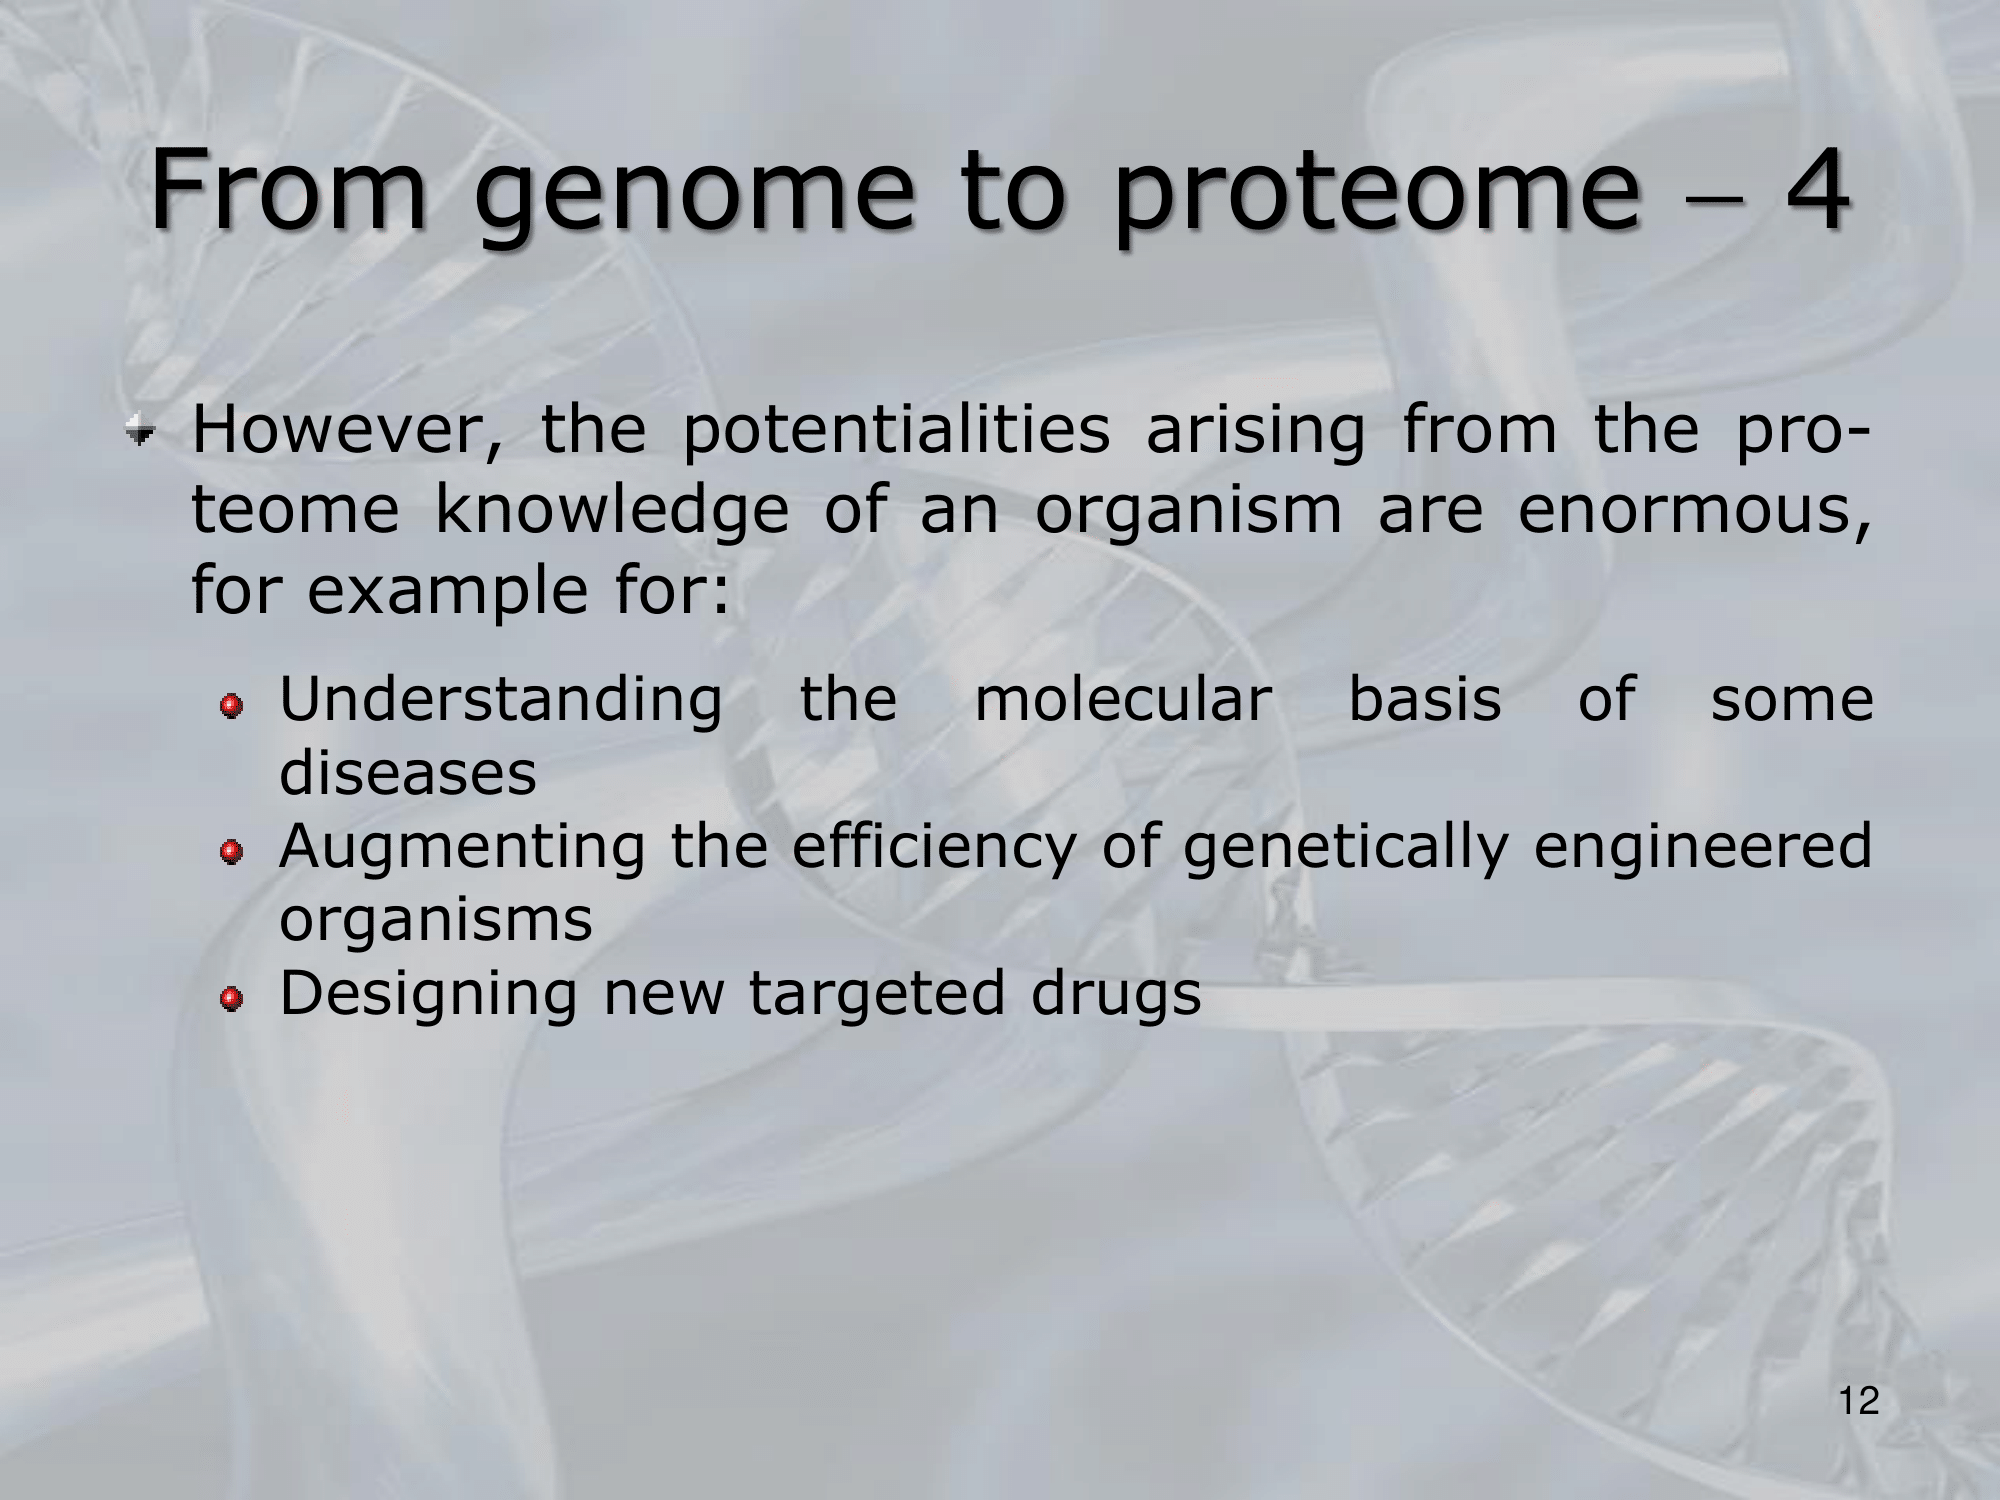 From genome to proteome – 4
However, the potentialities arising from the pro-
teome knowledge of an organism are enormous,
for example for:
Understanding the molecular basis of some
diseases
Augmenting the efficiency of genetically engineered
organisms
Designing new targeted drugs
12